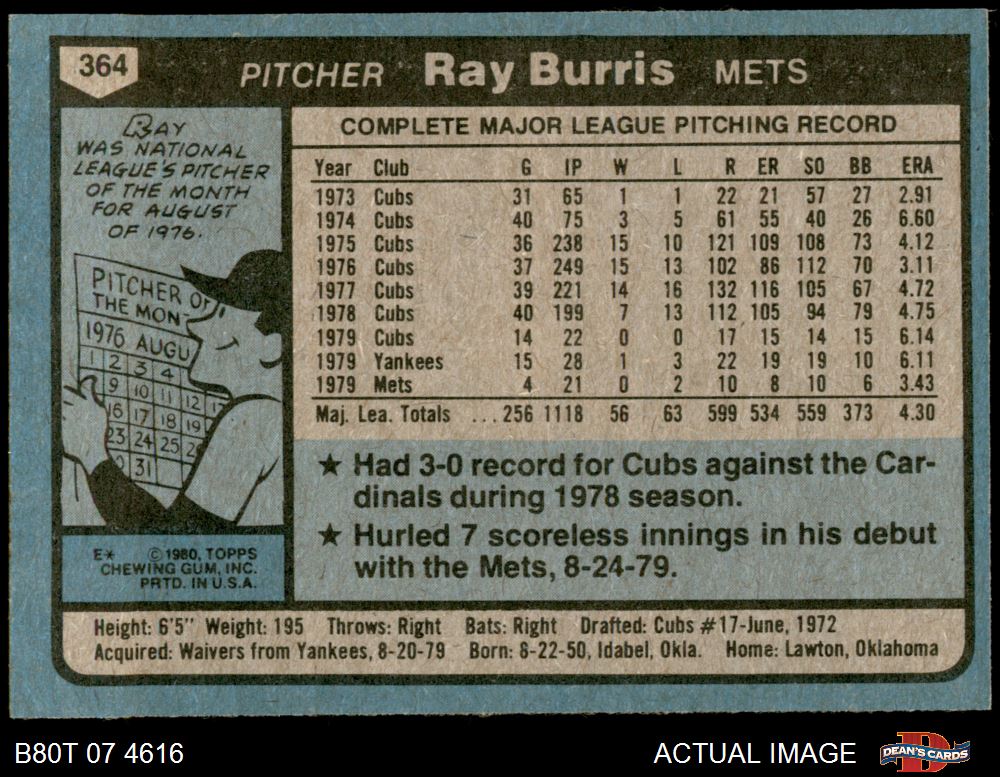 364
PITCHER Ray Burris METS
RAY
WAS NATIONAL
LEAGUE'S PITCHER
OF THE MONTH
FOR AUGUST
OF 1976.
PITCHER OF
THE MONT
1976 AUGU
1 2 3 4
9 10 11 12 1
16 17 18 19
23 24 25 2
0 31
E* © 1980, TOPPS
CHEWING GUM, INC.
PRTD. IN U.S.A.
COMPLETE MAJOR LEAGUE PITCHING RECORD
Year Club G IP W L R ER SO BB ERA
1973 Cubs 31 65 1 1 22 21 57 27 2.91
1974 Cubs 40 75 3 5 61 55 40 26 6.60
1975 Cubs 36 238 15 10 121 109 108 73 4.12
1976 Cubs 37 249 15 13 102 86 112 70 3.11
1977 Cubs 39 221 14 16 132 116 105 67 4.72
1978 Cubs 40 199 7 13 112 105 94 79 4.75
1979 Cubs 14 22 0 0 17 15 14 15 6.14
1979 Yankees 15 28 1 3 22 19 19 10 6.11
1979 Mets 4 21 0 2 10 8 10 6 3.43
Maj. Lea. Totals ...256 1118 56 63 599 534 559 373 4.30
★ Had 3-0 record for Cubs against the Car-
dinals during 1978 season.
★ Hurled 7 scoreless innings in his debut
with the Mets, 8-24-79.
Height: 6'5" Weight: 195 Throws: Right Bats: Right Drafted: Cubs #17-June, 1972
Acquired: Waivers from Yankees, 8-20-79 Born: 8-22-50, Idabel, Okla. Home: Lawton, Oklahoma
B80T 07 4616 ACTUAL IMAGE D DEAN'S CARDS